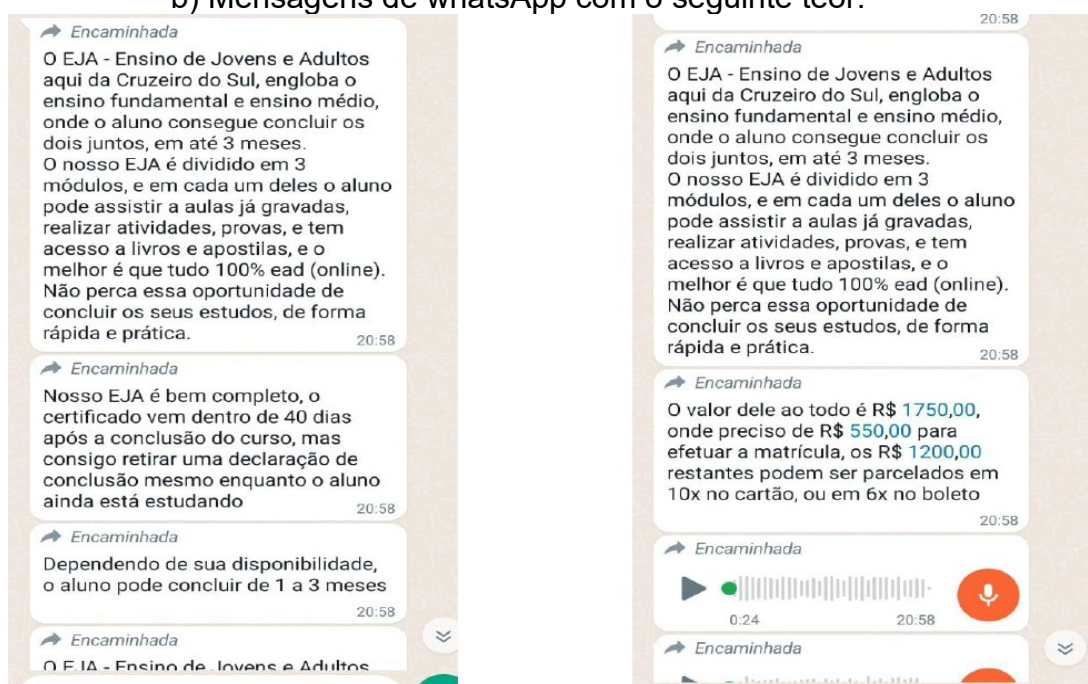 b) Mensagens de whatsApp com o seguinte teor:
Encaminhada
O EJA - Ensino de Jovens e Adultos
aqui da Cruzeiro do Sul, engloba o
ensino fundamental e ensino médio,
onde o aluno consegue concluir os
dois juntos, em até 3 meses.
O nosso EJA é dividido em 3
módulos, e em cada um deles o aluno
pode assistir a aulas já gravadas,
realizar atividades, provas, e tem
acesso a livros e apostilas, e o
melhor é que tudo 100% ead (online).
Não perca essa oportunidade de
concluir os seus estudos, de forma
rápida e prática.
20:58
Encaminhada
Nosso EJA é bem completo, o
certificado vem dentro de 40 dias
após a conclusão do curso, mas
consigo retirar uma declaração de
conclusão mesmo enquanto o aluno
ainda está estudando
20:58
Encaminhada
Dependendo de sua disponibilidade,
o aluno pode concluir de 1 a 3 meses
20:58
Encaminhada
O EJA - Ensino de Jovens e Adultos
20:58
Encaminhada
O EJA - Ensino de Jovens e Adultos
aqui da Cruzeiro do Sul, engloba o
ensino fundamental e ensino médio,
onde o aluno consegue concluir os
dois juntos, em até 3 meses.
O nosso EJA é dividido em 3
módulos, e em cada um deles o aluno
pode assistir a aulas já gravadas,
realizar atividades, provas, e tem
acesso a livros e apostilas, e o
melhor é que tudo 100% ead (online).
Não perca essa oportunidade de
concluir os seus estudos, de forma
rápida e prática.
20:58
Encaminhada
O valor dele ao todo é R$ 1750,00,
onde preciso de R$ 550,00 para
efetuar a matrícula, os R$ 1200,00
restantes podem ser parcelados em
10x no cartão, ou em 6x no boleto
20:58
Encaminhada
0:24 20:58
Encaminhada